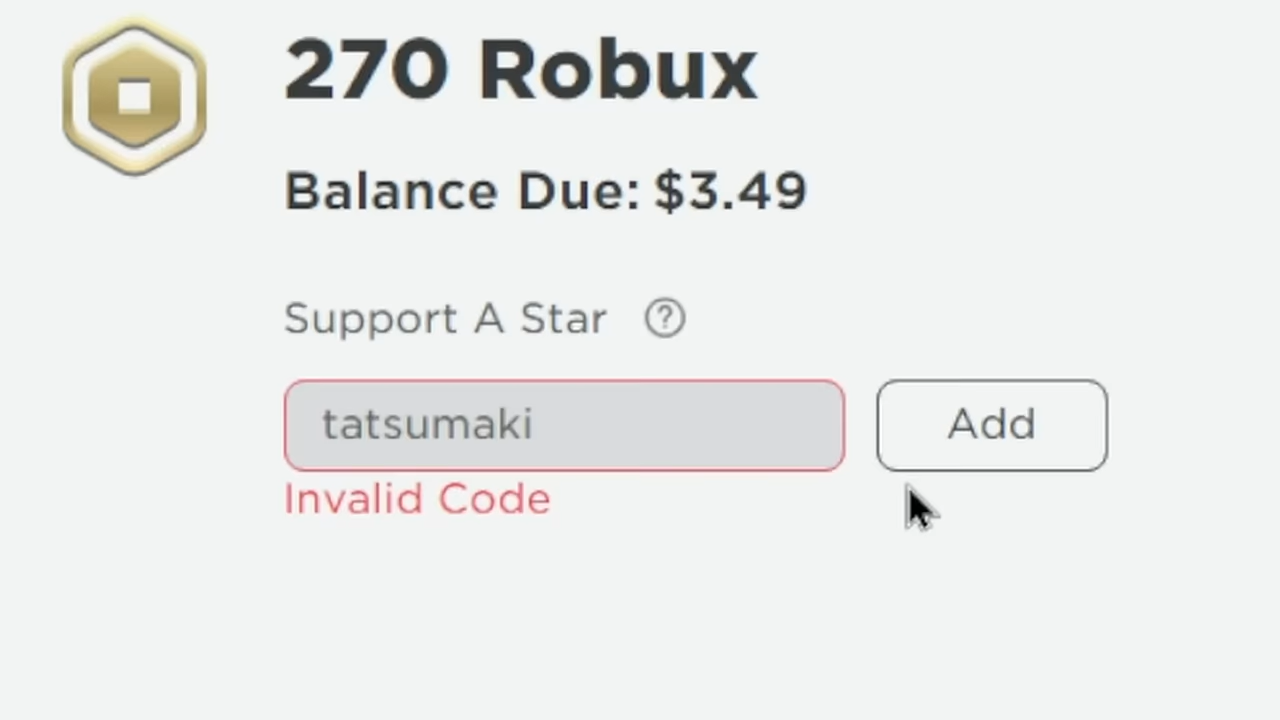 270 Robux
Balance Due: $3.49
Support A Star ?
tatsumaki
Add
Invalid Code